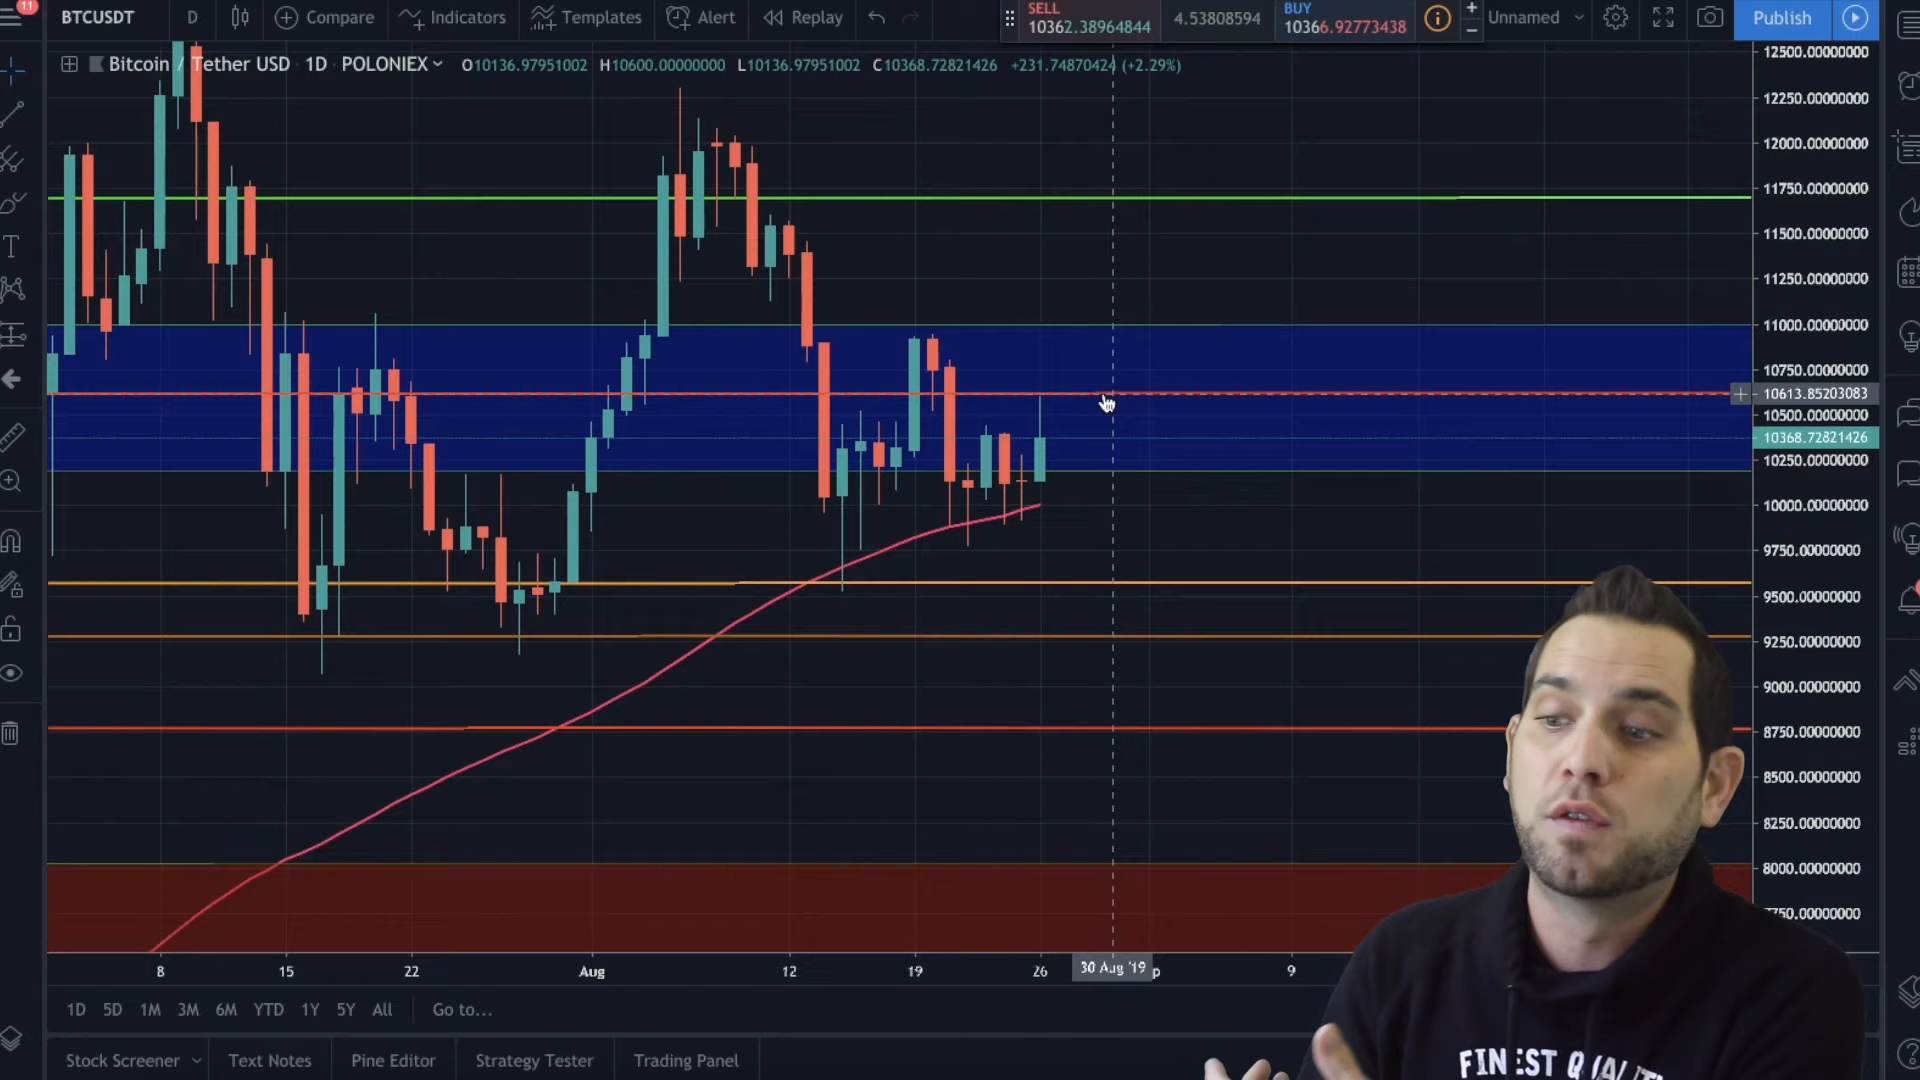 11
BTCUSDT D Compare Indicators Templates Alert Replay
SELL
10362.38964844
4.53808594
BUY
10366.92773438
+
−
Unnamed
Publish
Bitcoin / Tether USD 1D POLONIEX O10136.97951002 H10600.00000000 L10136.97951002 C10368.72821426 +231.74870424 (+2.29%)
12500.00000000
12250.00000000
12000.00000000
11750.00000000
11500.00000000
11250.00000000
11000.00000000
10750.00000000
10613.85203083
10500.00000000
10368.72821426
10250.00000000
10000.00000000
9750.00000000
9500.00000000
9250.00000000
9000.00000000
8750.00000000
8500.00000000
8250.00000000
8000.00000000
750.00000000
8 15 22 Aug 12 19 26 30 Aug '19 p 9
1D 5D 1M 3M 6M YTD 1Y 5Y All Go to...
Stock Screener Text Notes Pine Editor Strategy Tester Trading Panel
FINEST QUALIT